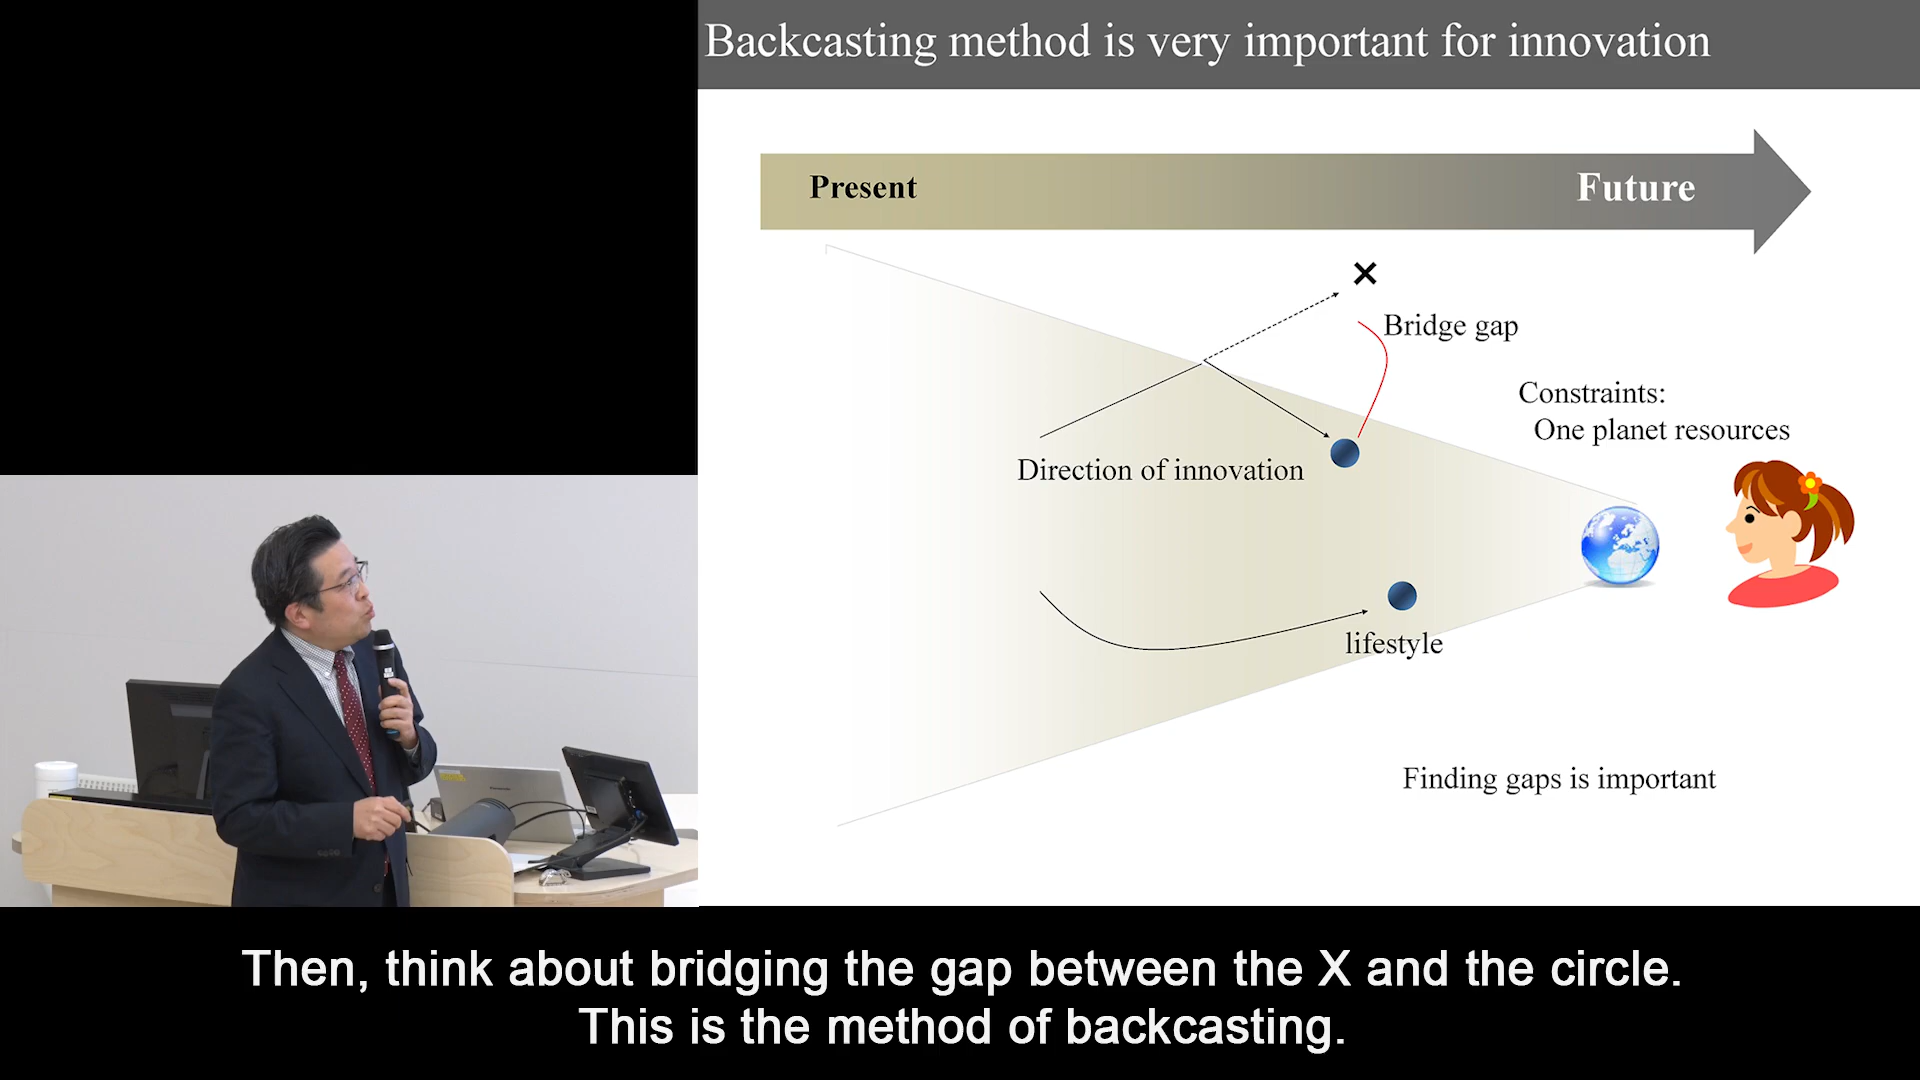 Backcasting method is very important for innovation
Present
Future
Bridge gap
Constraints:
One planet resources
Direction of innovation
lifestyle
Finding gaps is important
Then, think about bridging the gap between the X and the circle.
This is the method of backcasting.